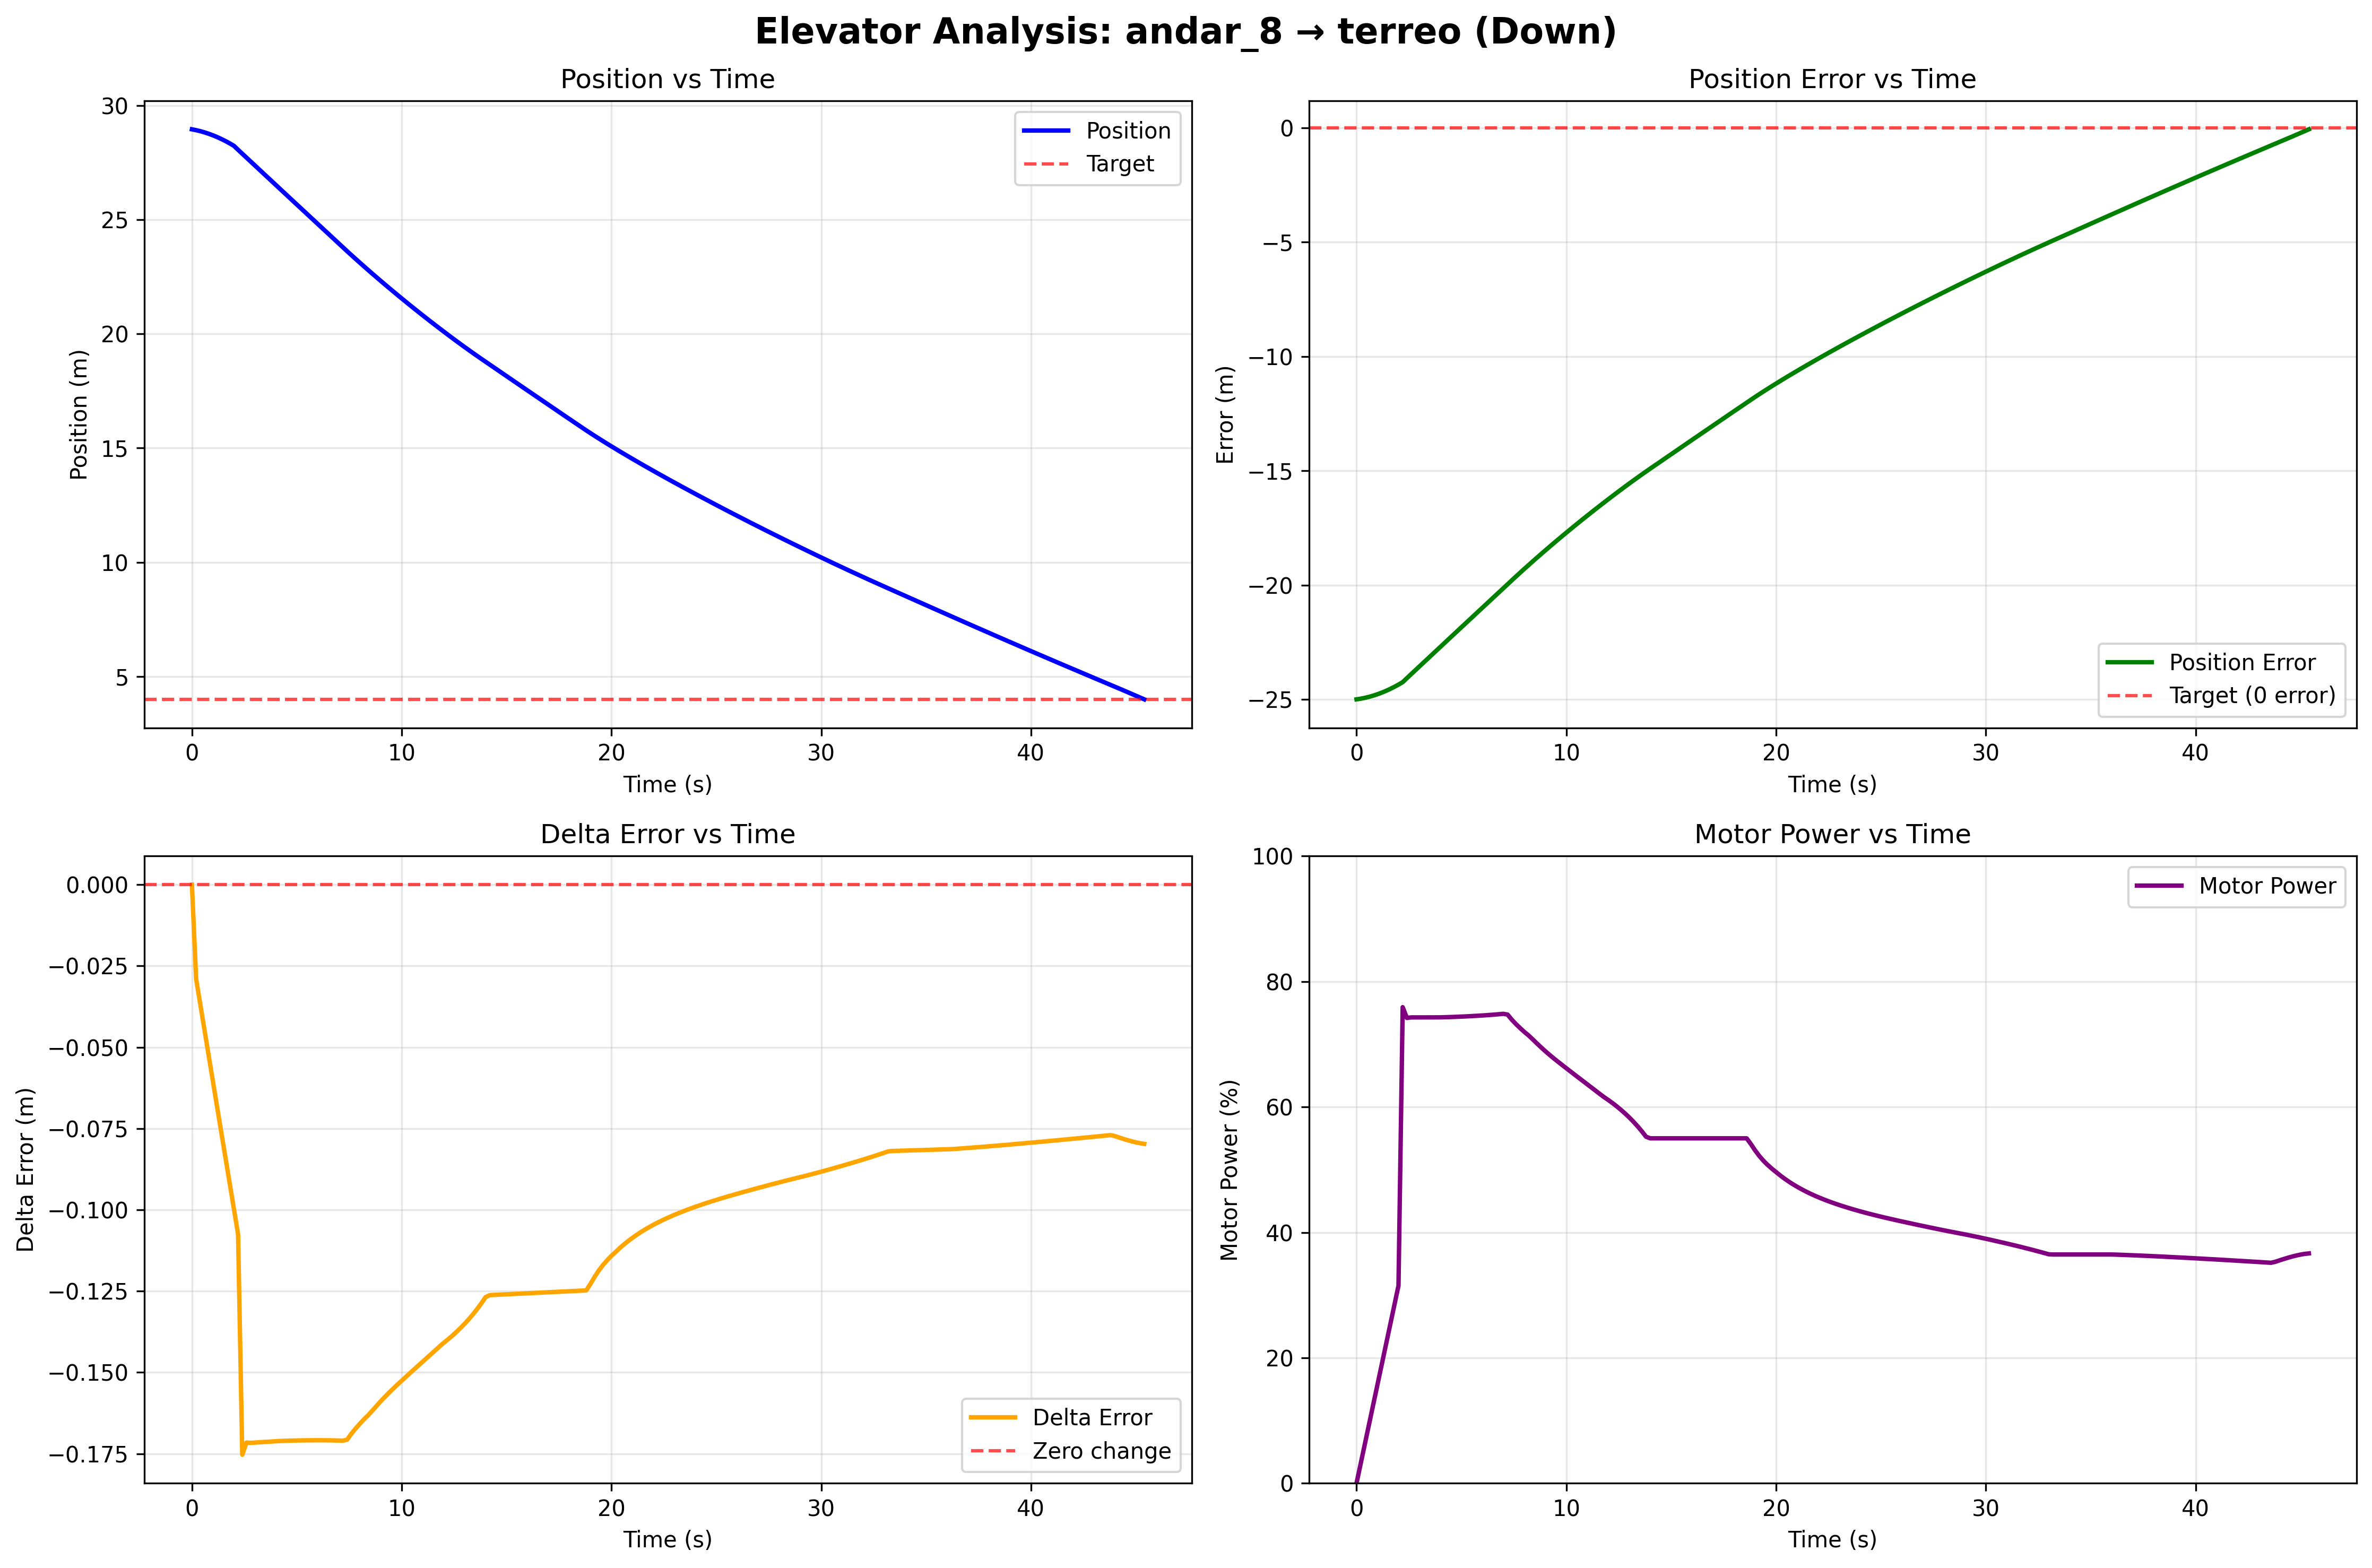 Elevator Analysis: andar_8 → terreo (Down)
Position vs Time
30
25
20
15
10
5
Position (m)
0 10 20 30 40
Time (s)
Position
Target
Position Error vs Time
0
−5
−10
−15
−20
−25
Error (m)
0 10 20 30 40
Time (s)
Position Error
Target (0 error)
Delta Error vs Time
0.000
−0.025
−0.050
−0.075
−0.100
−0.125
−0.150
−0.175
Delta Error (m)
0 10 20 30 40
Time (s)
Delta Error
Zero change
Motor Power vs Time
100
80
60
40
20
0
Motor Power (%)
0 10 20 30 40
Time (s)
Motor Power